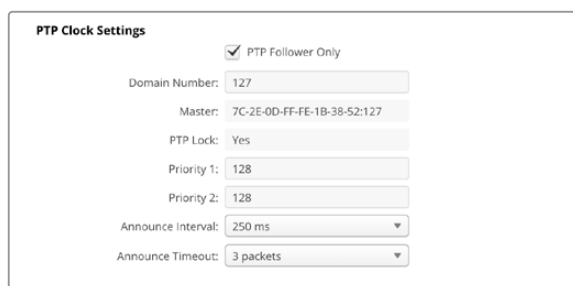 PTP Clock Settings
PTP Follower Only
Domain Number: 127
Master: 7C-2E-0D-FF-FE-1B-38-52:127
PTP Lock: Yes
Priority 1: 128
Priority 2: 128
Announce Interval: 250 ms
Announce Timeout: 3 packets